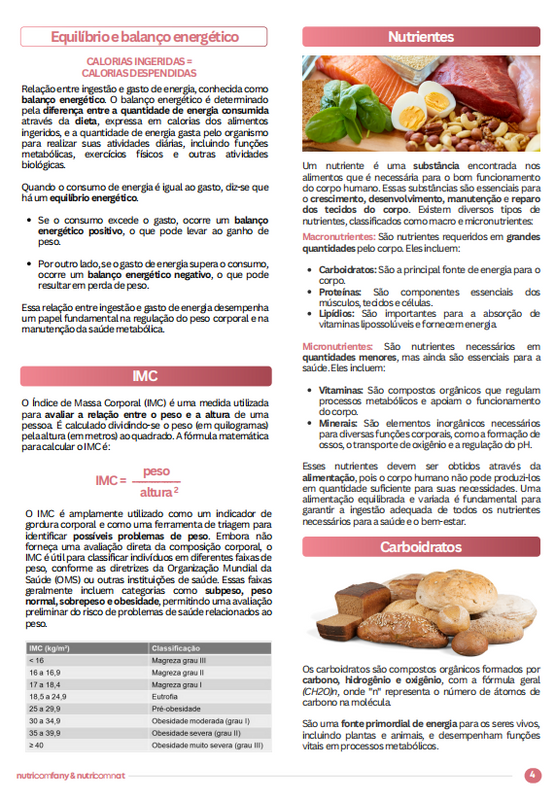 Equilíbrio e balanço energético
CALORIAS INGERIDAS =
CALORIAS DESPENDIDAS
Relação entre ingestão e gasto de energia, conhecida como
balanço energético. O balanço energético é determinado
pela diferença entre a quantidade de energia consumida
através da dieta, expressa em calorias dos alimentos
ingeridos, e a quantidade de energia gasta pelo organismo
para realizar suas atividades diárias, incluindo funções
metabólicas, exercícios físicos e outras atividades
biológicas.
Quando o consumo de energia é igual ao gasto, diz-se que
há um equilíbrio energético.
• Se o consumo excede o gasto, ocorre um balanço
energético positivo, o que pode levar ao ganho de
peso.
• Por outro lado, se o gasto de energia supera o consumo,
ocorre um balanço energético negativo, o que pode
resultar em perda de peso.
Essa relação entre ingestão e gasto de energia desempenha
um papel fundamental na regulação do peso corporal e na
manutenção da saúde metabólica.
IMC
O Índice de Massa Corporal (IMC) é uma medida utilizada
para avaliar a relação entre o peso e a altura de uma
pessoa. É calculado dividindo-se o peso (em quilogramas)
pela altura (em metros) ao quadrado. A fórmula matemática
para calcular o IMC é:
IMC = peso
altura ²
O IMC é amplamente utilizado como um indicador de
gordura corporal e como uma ferramenta de triagem para
identificar possíveis problemas de peso. Embora não
forneça uma avaliação direta da composição corporal, o
IMC é útil para classificar indivíduos em diferentes faixas de
peso, conforme as diretrizes da Organização Mundial da
Saúde (OMS) ou outras instituições de saúde. Essas faixas
geralmente incluem categorias como subpeso, peso
normal, sobrepeso e obesidade, permitindo uma avaliação
preliminar do risco de problemas de saúde relacionados ao
peso.
IMC (kg/m²) Classificação
< 16 Magreza grau III
16 a 16,9 Magreza grau II
17 a 18,4 Magreza grau I
18,5 a 24,9 Eutrofia
25 a 29,9 Pré-obesidade
30 a 34,9 Obesidade moderada (grau I)
35 a 39,9 Obesidade severa (grau II)
≥ 40 Obesidade muito severa (grau III)
Nutrientes
Um nutriente é uma substância encontrada nos
alimentos que é necessária para o bom funcionamento
do corpo humano. Essas substâncias são essenciais para
o crescimento, desenvolvimento, manutenção e reparo
dos tecidos do corpo. Existem diversos tipos de
nutrientes, classificados como macro e micronutrientes:
Macronutrientes: São nutrientes requeridos em grandes
quantidades pelo corpo. Eles incluem:
• Carboidratos: São a principal fonte de energia para o
corpo.
• Proteínas: São componentes essenciais dos
músculos, tecidos e células.
• Lipídios: São importantes para a absorção de
vitaminas lipossolúveis e fornecem energia.
Micronutrientes: São nutrientes necessários em
quantidades menores, mas ainda são essenciais para a
saúde. Eles incluem:
• Vitaminas: São compostos orgânicos que regulam
processos metabólicos e apoiam o funcionamento
do corpo.
• Minerais: São elementos inorgânicos necessários
para diversas funções corporais, como a formação de
ossos, o transporte de oxigênio e a regulação do pH.
Esses nutrientes devem ser obtidos através da
alimentação, pois o corpo humano não pode produzi-los
em quantidade suficiente para suas necessidades. Uma
alimentação equilibrada e variada é fundamental para
garantir a ingestão adequada de todos os nutrientes
necessários para a saúde e o bem-estar.
Carboidratos
Os carboidratos são compostos orgânicos formados por
carbono, hidrogênio e oxigênio, com a fórmula geral
(CH2O)n, onde "n" representa o número de átomos de
carbono na molécula.
São uma fonte primordial de energia para os seres vivos,
incluindo plantas e animais, e desempenham funções
vitais em processos metabólicos.
nutricomfany & nutricomnat
4